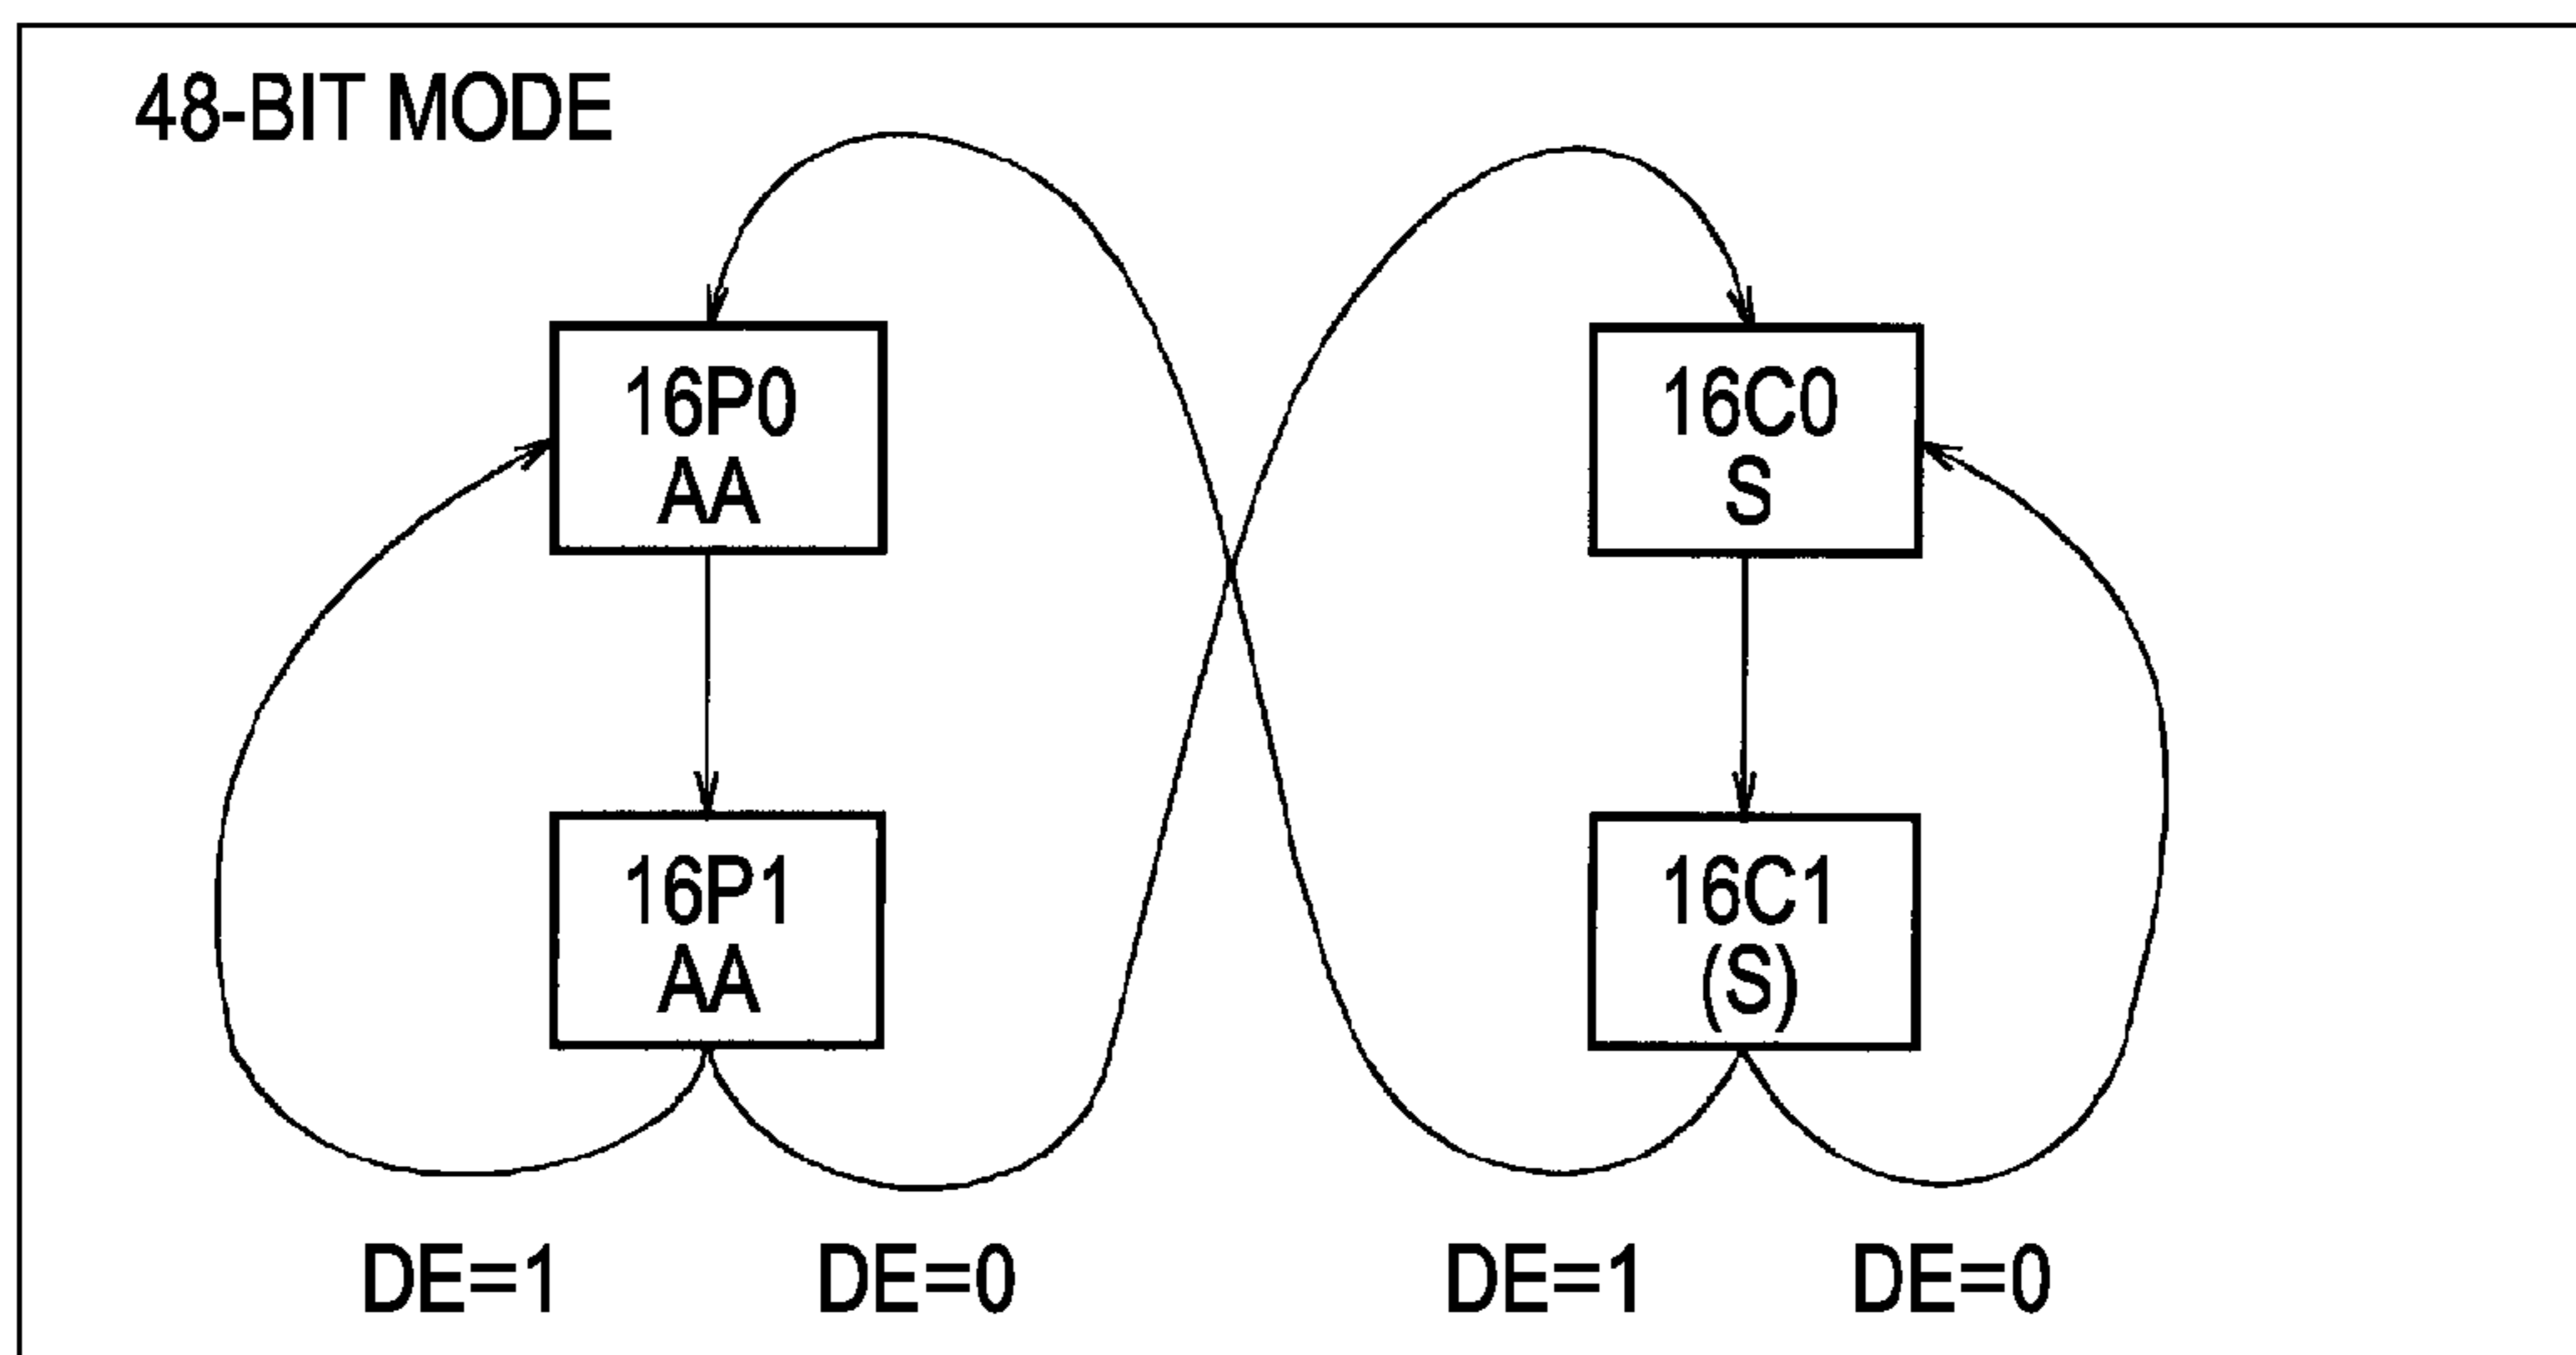 48-BIT MODE
16P0
AA
16C0
S
16P1
AA
16C1
(S)
DE=1
DE=0
DE=1
DE=0